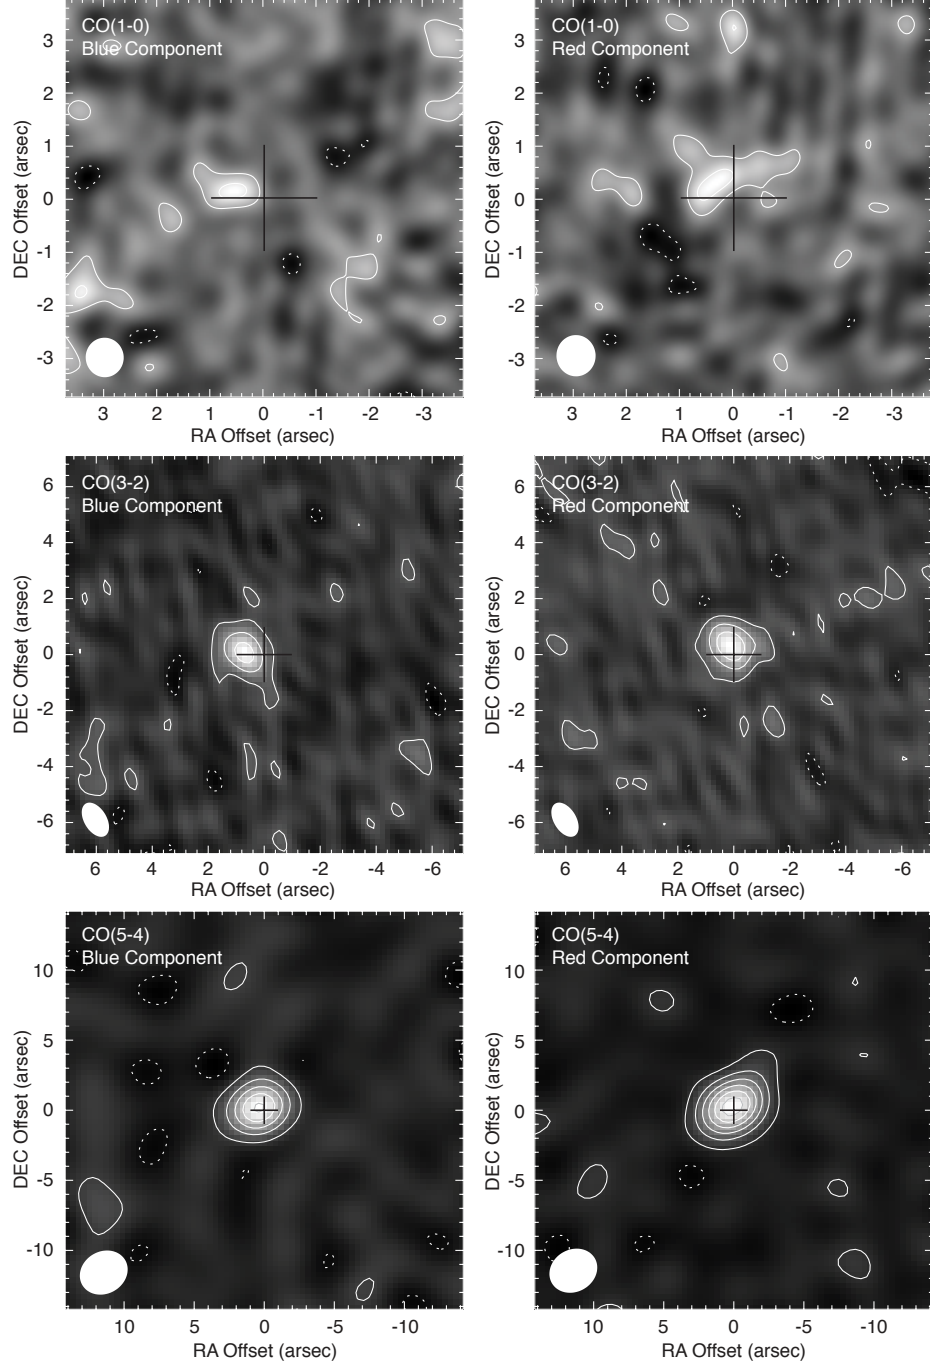 CO(1-0)
Blue Component
3
2
1
0
-1
-2
-3
DEC Offset (arsec)
3 2 1 0 -1 -2 -3
RA Offset (arsec)
CO(1-0)
Red Component
3
2
1
0
-1
-2
-3
DEC Offset (arsec)
3 2 1 0 -1 -2 -3
RA Offset (arsec)
CO(3-2)
Blue Component
6
4
2
0
-2
-4
-6
DEC Offset (arsec)
6 4 2 0 -2 -4 -6
RA Offset (arsec)
CO(3-2)
Red Component
6
4
2
0
-2
-4
-6
DEC Offset (arsec)
6 4 2 0 -2 -4 -6
RA Offset (arsec)
CO(5-4)
Blue Component
10
5
0
-5
-10
DEC Offset (arsec)
10 5 0 -5 -10
RA Offset (arsec)
CO(5-4)
Red Component
10
5
0
-5
-10
DEC Offset (arsec)
10 5 0 -5 -10
RA Offset (arsec)